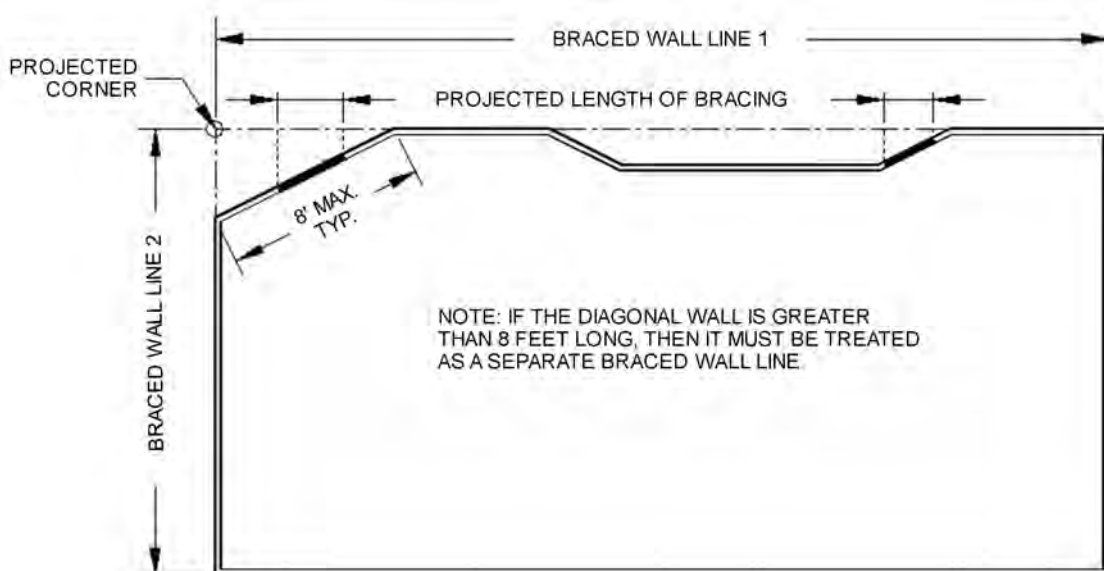 BRACED WALL LINE 1
PROJECTED
CORNER
PROJECTED LENGTH OF BRACING
8' MAX.
TYP.
BRACED WALL LINE 2
NOTE: IF THE DIAGONAL WALL IS GREATER
THAN 8 FEET LONG, THEN IT MUST BE TREATED
AS A SEPARATE BRACED WALL LINE.